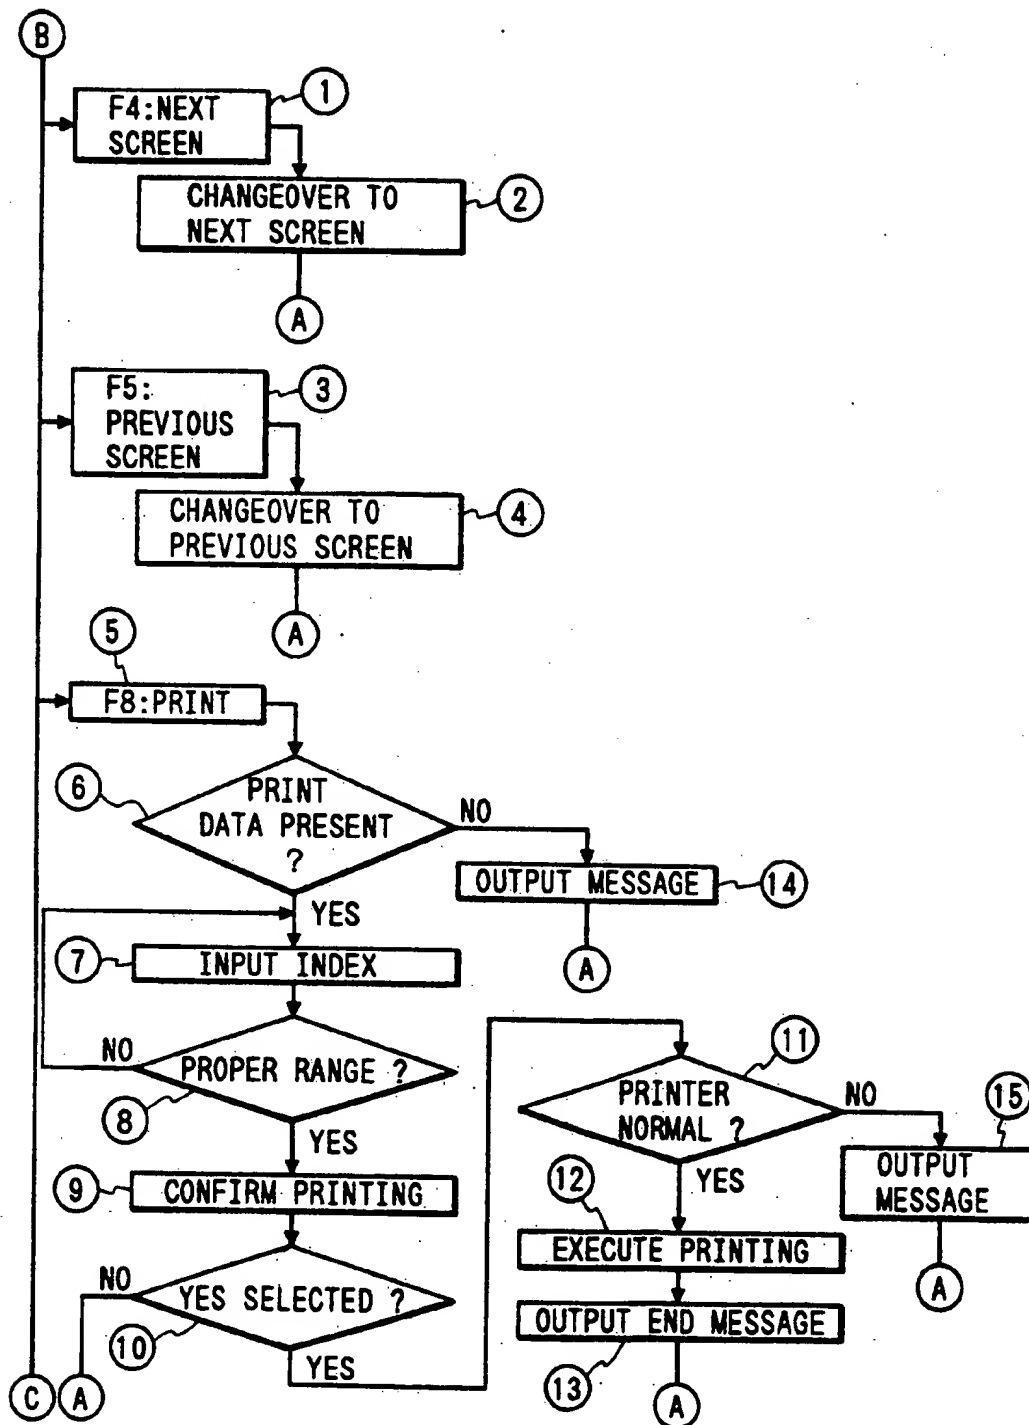 B
F4:NEXT
SCREEN
1
CHANGEOVER TO
NEXT SCREEN
2
A
F5:
PREVIOUS
SCREEN
3
CHANGEOVER TO
PREVIOUS SCREEN
4
A
5
F8:PRINT
6
PRINT
DATA PRESENT
?
NO
OUTPUT MESSAGE
14
A
YES
7
INPUT INDEX
NO
PROPER RANGE ?
8
YES
9
CONFIRM PRINTING
NO
YES SELECTED ?
10
YES
11
PRINTER
NORMAL ?
NO
15
OUTPUT
MESSAGE
A
YES
12
EXECUTE PRINTING
OUTPUT END MESSAGE
13
A
C
A